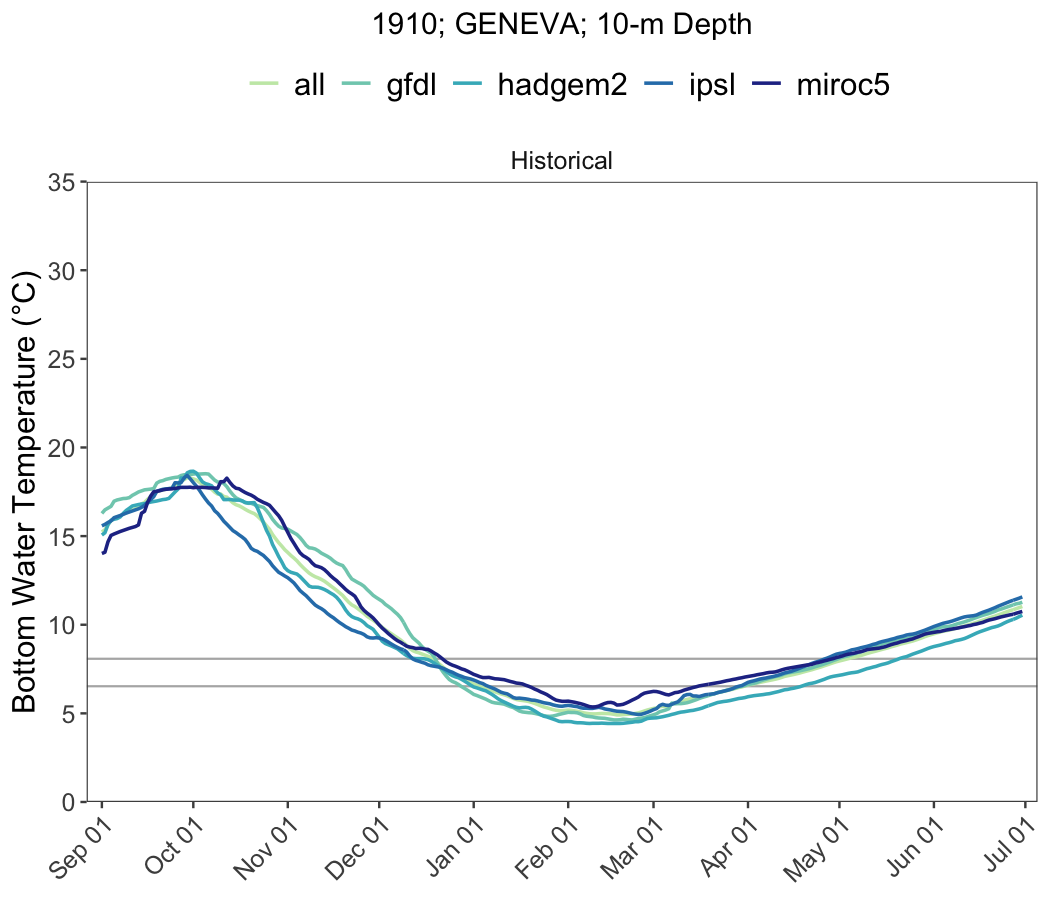 1910; GENEVA; 10-m Depth
all gfdl hadgem2 ipsl miroc5
Historical
Bottom Water Temperature (°C)
35
30
25
20
15
10
5
0
Sep 01 Oct 01 Nov 01 Dec 01 Jan 01 Feb 01 Mar 01 Apr 01 May 01 Jun 01 Jul 01